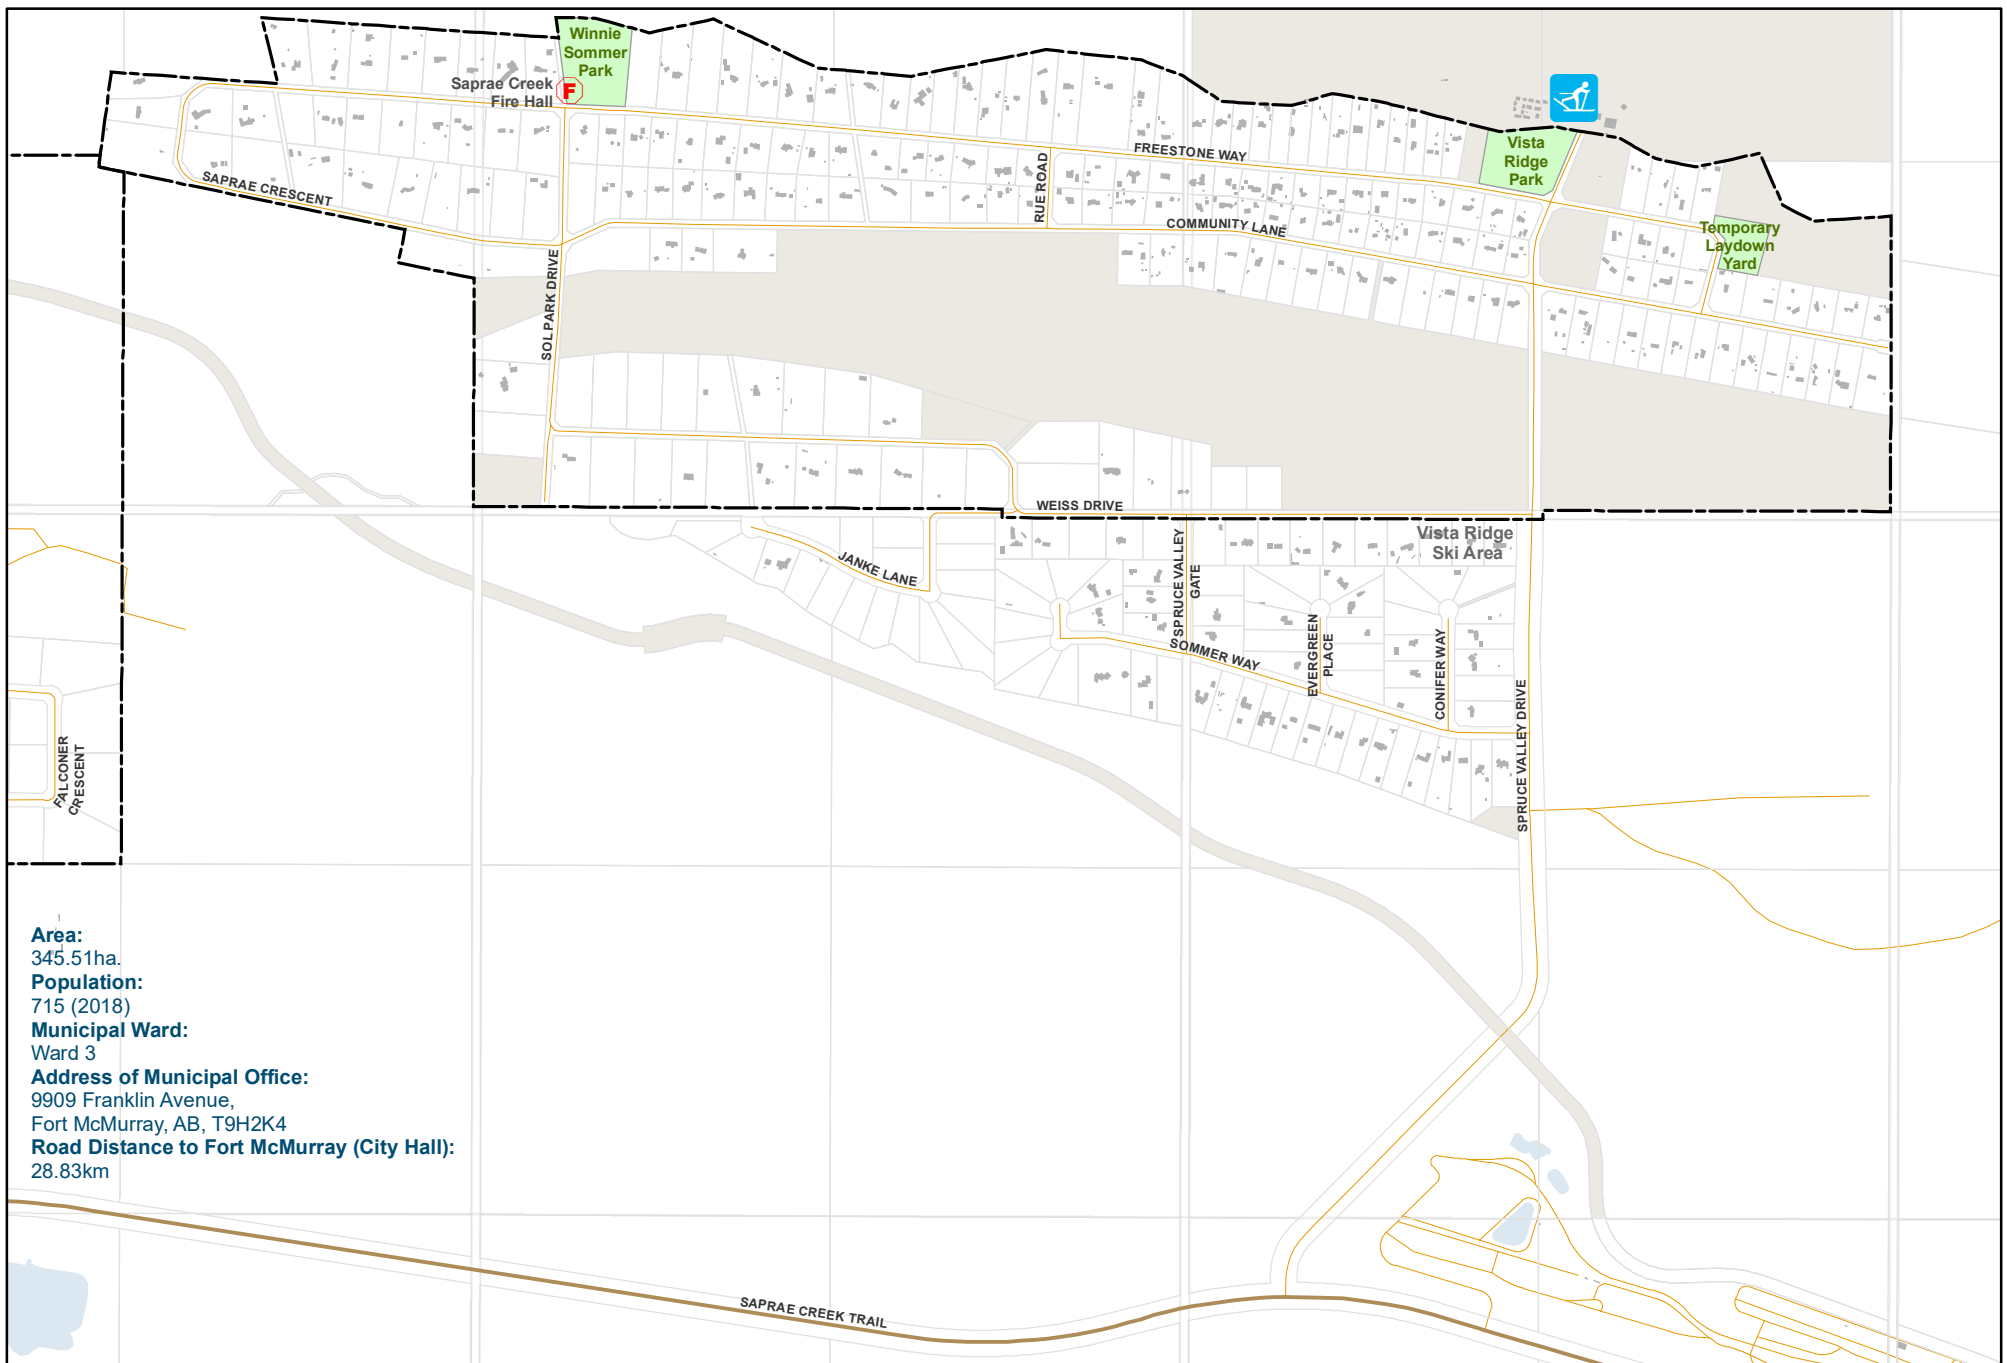 Winnie
Sommer
Park
Saprae Creek
Fire Hall
F
Vista
Ridge
Park
FREESTONE WAY
SAPRAE CRESCENT
RUE ROAD
COMMUNITY LANE
Temporary
Laydown
Yard
SOLPARK DRIVE
WEISS DRIVE
Vista Ridge
Ski Area
JANKE LANE
SPRUCE VALLEY
GATE
SOMMER WAY
EVERGREEN
PLACE
CONIFER WAY
SPRUCE VALLEY DRIVE
FALCONER
CRESCENT
Area:
345.51ha.
Population:
715 (2018)
Municipal Ward:
Ward 3
Address of Municipal Office:
9909 Franklin Avenue,
Fort McMurray, AB, T9H2K4
Road Distance to Fort McMurray (City Hall):
28.83km
SAPRAE CREEK TRAIL